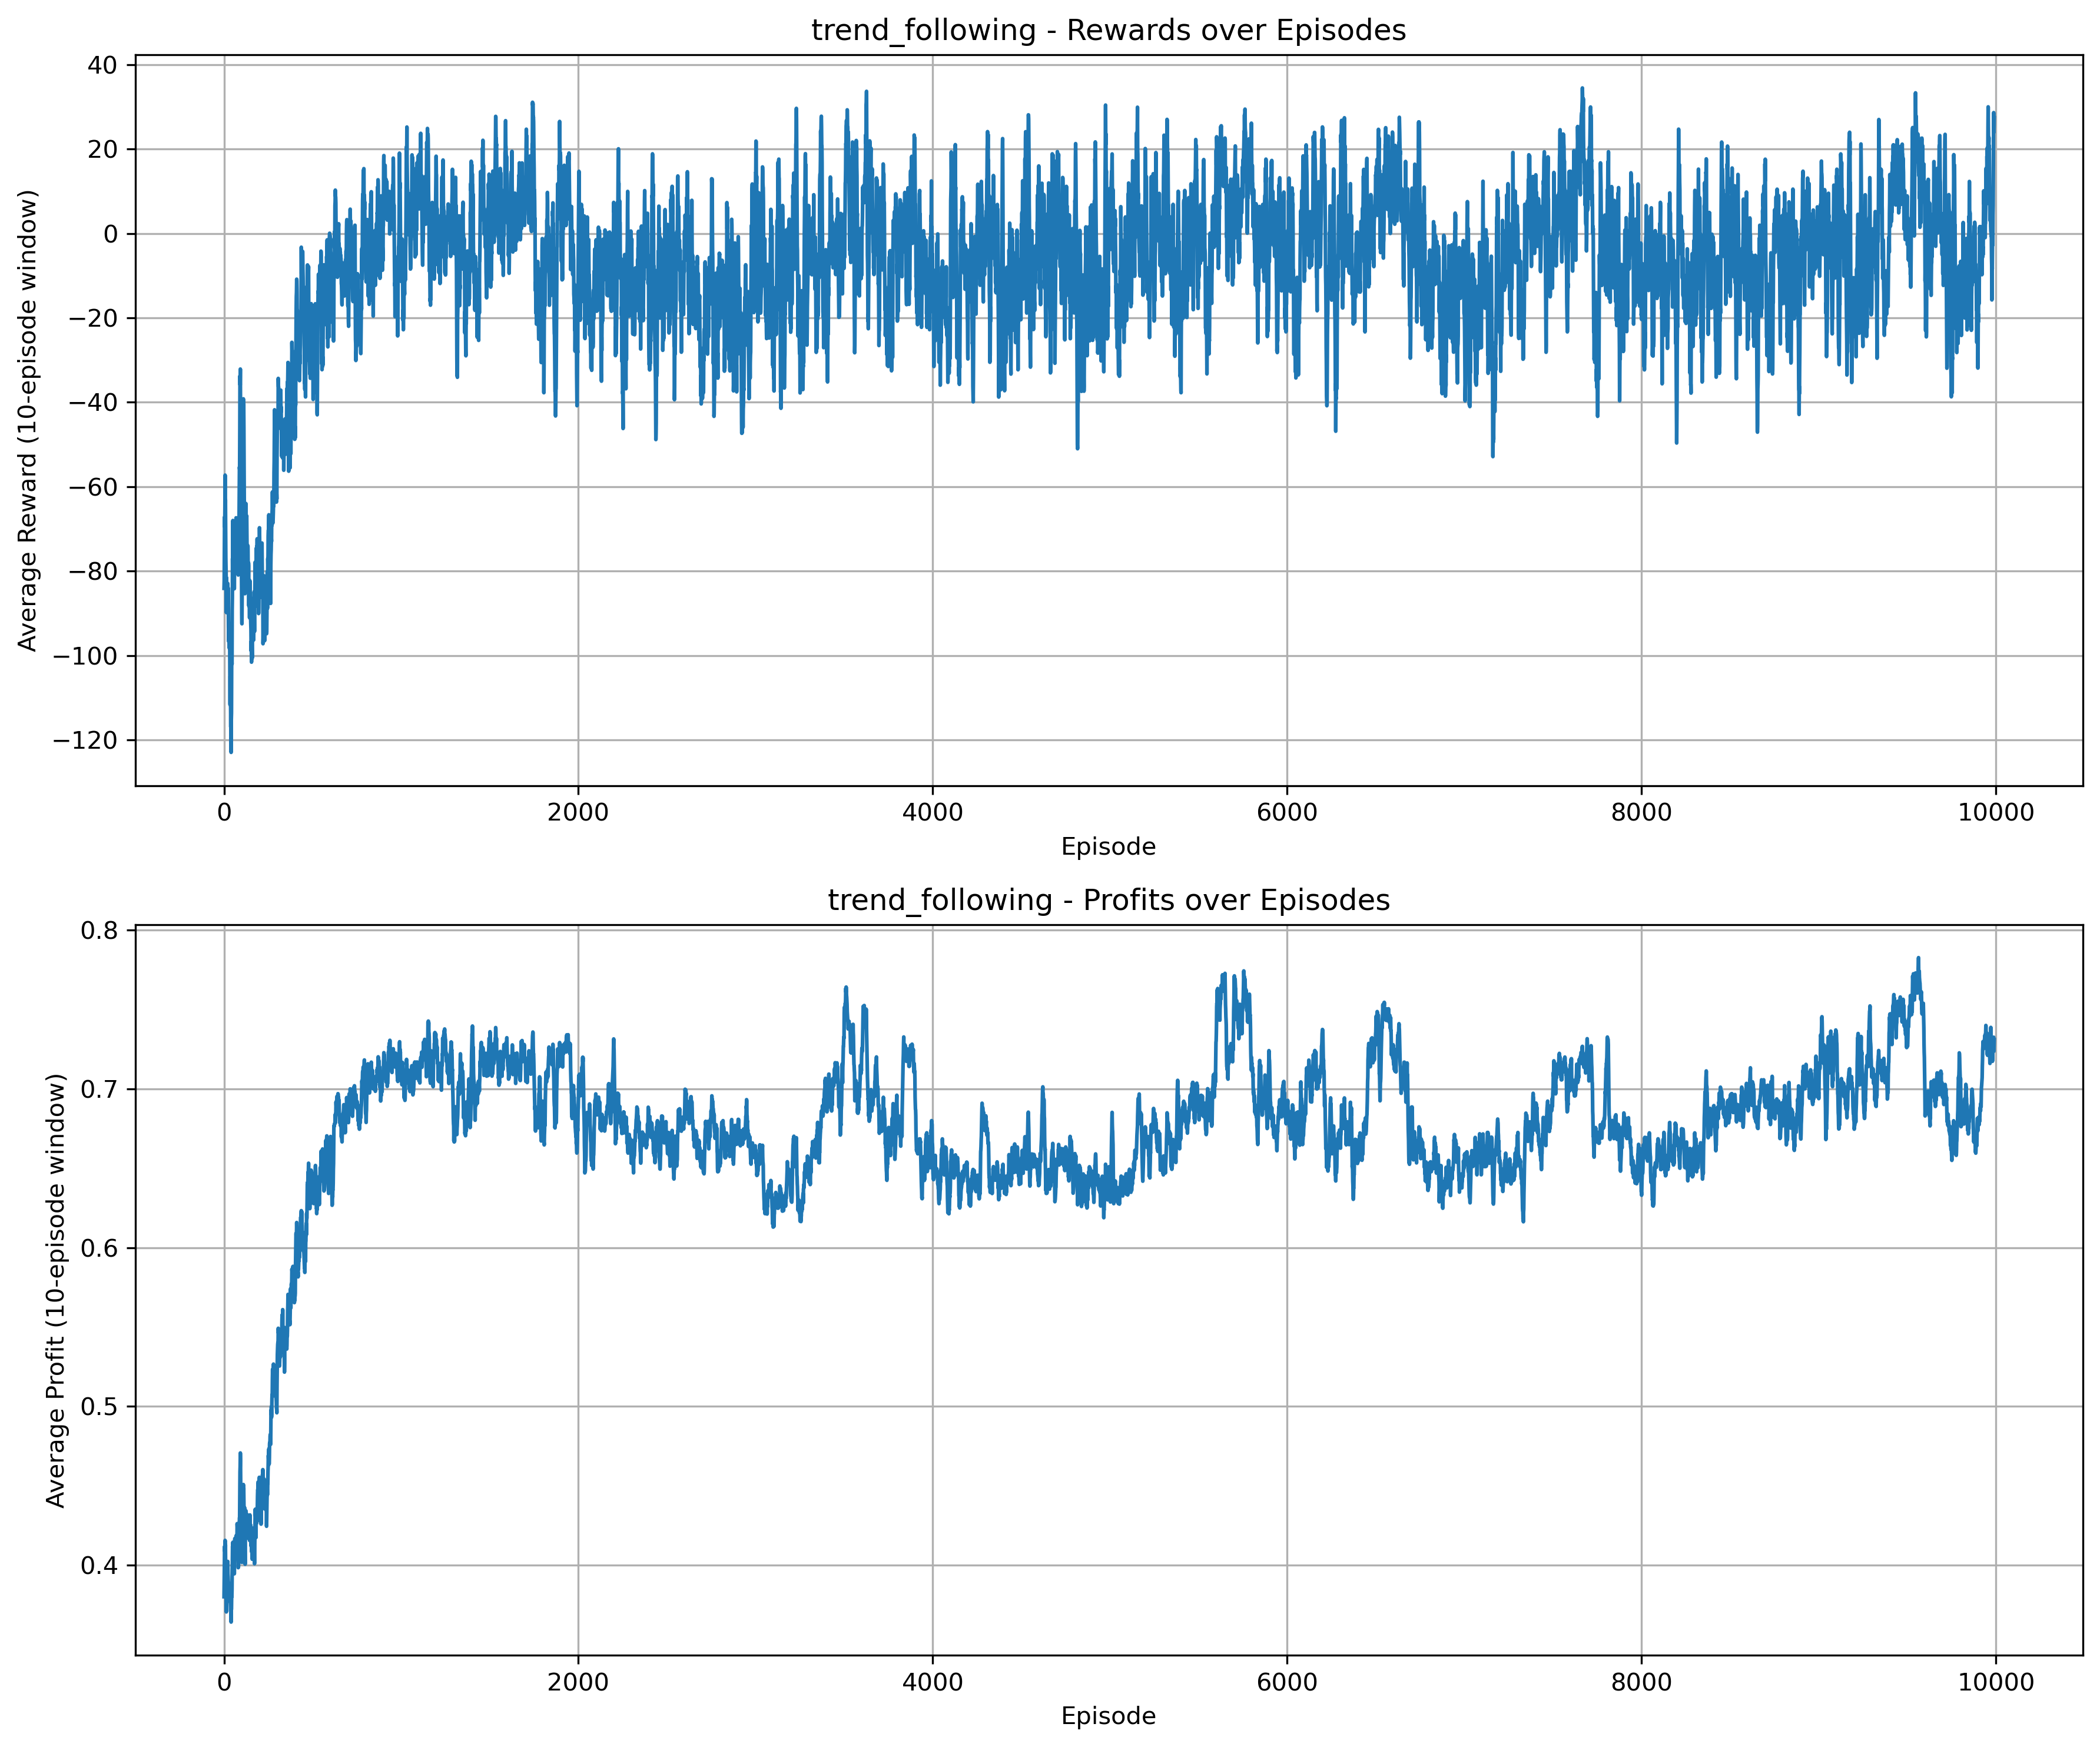 trend_following - Rewards over Episodes
40
20
0
−20
−40
−60
−80
−100
−120
Average Reward (10-episode window)
0 2000 4000 6000 8000 10000
Episode
trend_following - Profits over Episodes
0.8
0.7
0.6
0.5
0.4
Average Profit (10-episode window)
0 2000 4000 6000 8000 10000
Episode